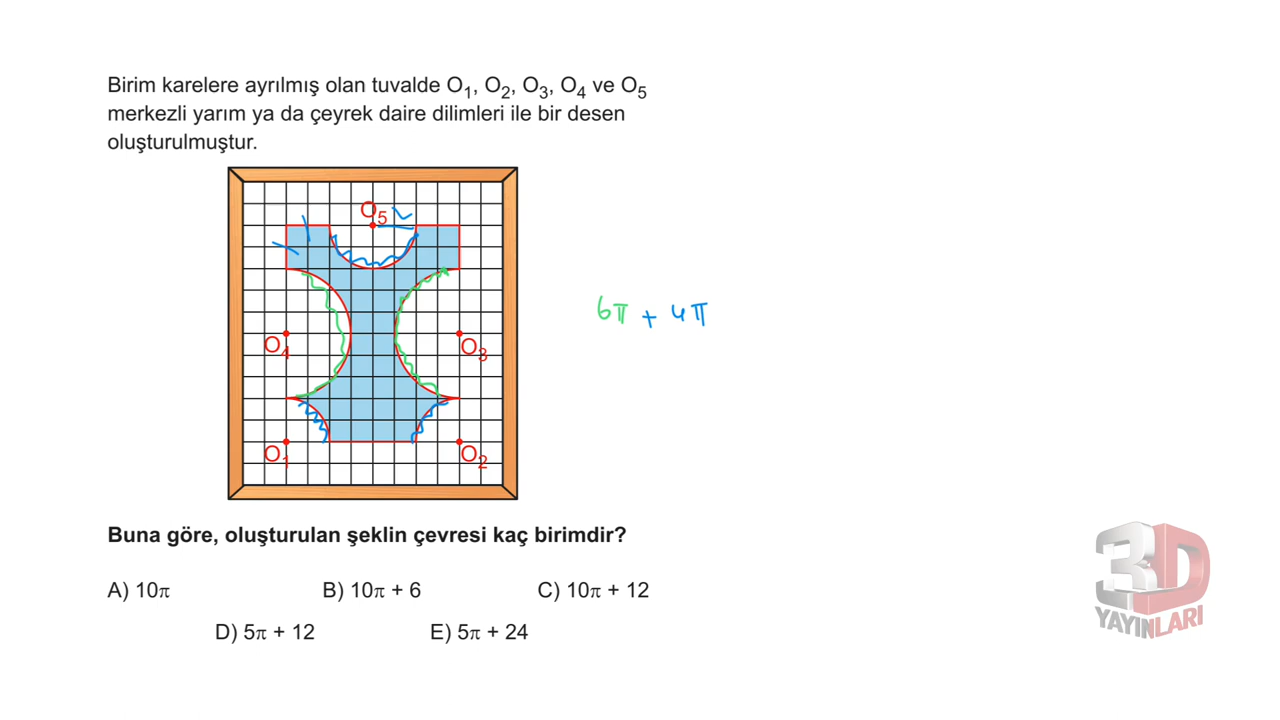 Birim karelere ayrılmış olan tuvalde O₁, O₂, O₃, O₄ ve O₅
merkezli yarım ya da çeyrek daire dilimleri ile bir desen
oluşturulmuştur.
O₅
2
O₄
O₃
O₁
O₂
6π + 4π
Buna göre, oluşturulan şeklin çevresi kaç birimdir?
A) 10π B) 10π + 6 C) 10π + 12
D) 5π + 12 E) 5π + 24
3D
YAYINLARI